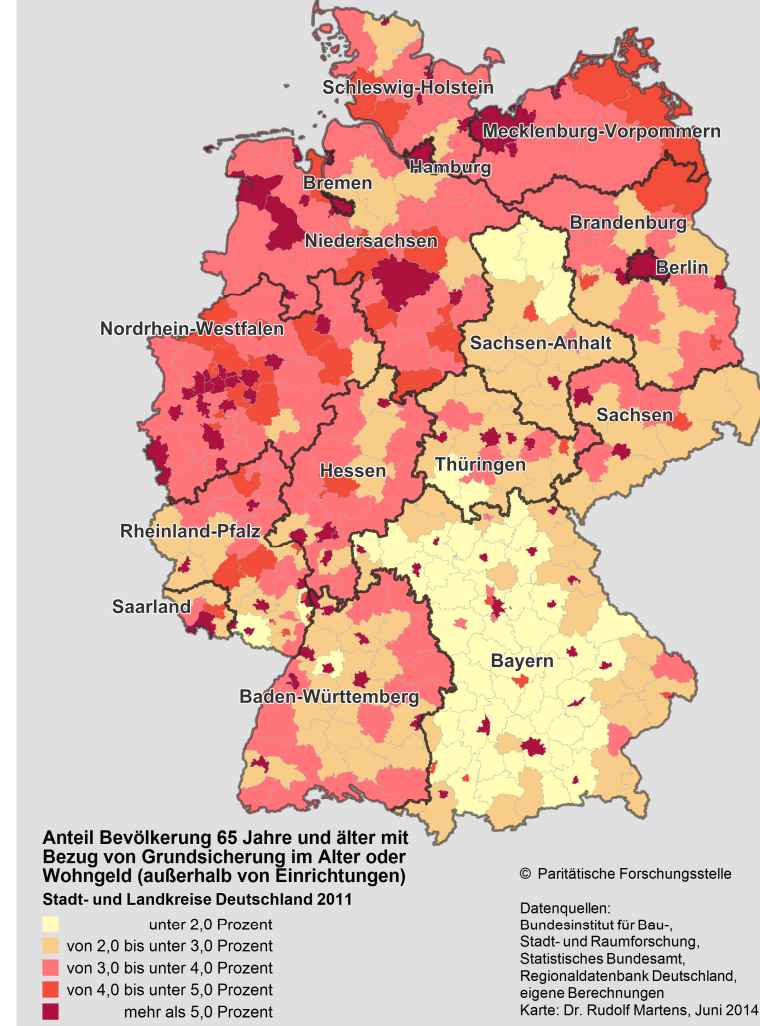 Schleswig-Holstein
Mecklenburg-Vorpommern
Hamburg
Bremen
Brandenburg
Niedersachsen
Berlin
Nordrhein-Westfalen
Sachsen-Anhalt
Sachsen
Thüringen
Hessen
Rheinland-Pfalz
Saarland
Bayern
Baden-Württemberg
Anteil Bevölkerung 65 Jahre und älter mit
Bezug von Grundsicherung im Alter oder
Wohngeld (außerhalb von Einrichtungen)
Stadt- und Landkreise Deutschland 2011
unter 2,0 Prozent
von 2,0 bis unter 3,0 Prozent
von 3,0 bis unter 4,0 Prozent
von 4,0 bis unter 5,0 Prozent
mehr als 5,0 Prozent
© Paritätische Forschungsstelle
Datenquellen:
Bundesinstitut für Bau-,
Stadt- und Raumforschung,
Statistisches Bundesamt,
Regionaldatenbank Deutschland,
eigene Berechnungen
Karte: Dr. Rudolf Martens, Juni 2014